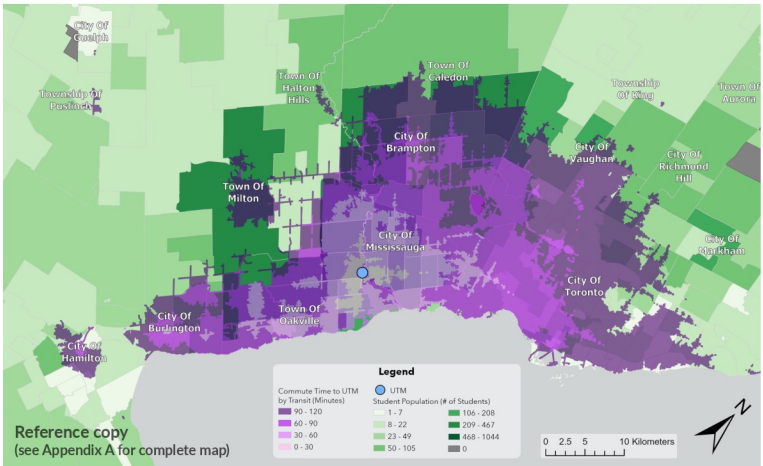 City Of
Guelph
Township Of
Puslinch
Town Of
Halton
Hills
Town Of
Caledon
Township
Of King
Town Of
Aurora
City Of
Brampton
City Of
Vaughan
City Of
Richmond
Hill
Town Of
Milton
City Of
Mississauga
City Of
Markham
City Of
Toronto
City Of
Burlington
Town Of
Oakville
City Of
Hamilton
Legend
Commute Time to UTM
by Transit (Minutes)
90 - 120
60 - 90
30 - 60
0 - 30
UTM
Student Population (# of Students)
1 - 7
8 - 22
23 - 49
50 - 105
106 - 208
209 - 467
468 - 1044
0
Reference copy
(see Appendix A for complete map)
0 2.5 5 10 Kilometers
N